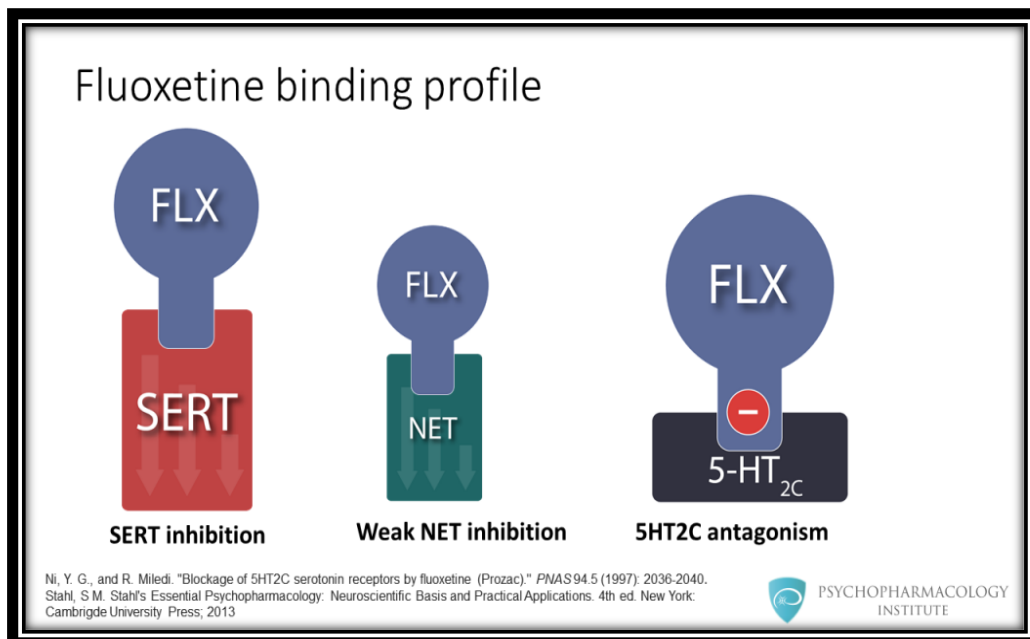 Fluoxetine binding profile
FLX
SERT
SERT inhibition
FLX
NET
Weak NET inhibition
FLX
5-HT2C
5HT2C antagonism
Ni, Y. G., and R. Miledi. "Blockage of 5HT2C serotonin receptors by fluoxetine (Prozac)." PNAS 94.5 (1997): 2036-2040.
Stahl, S M. Stahl's Essential Psychopharmacology: Neuroscientific Basis and Practical Applications. 4th ed. New York:
Cambrigde University Press; 2013
PSYCHOPHARMACOLOGY
INSTITUTE